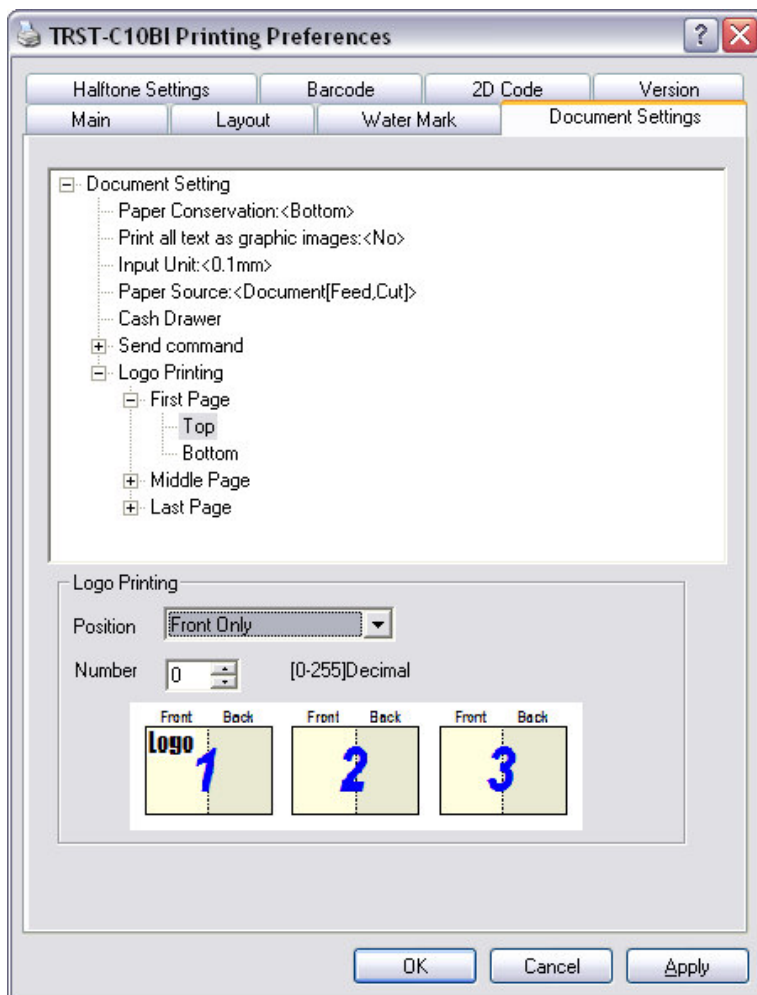 TRST-C10BI Printing Preferences
Halftone Settings Barcode 2D Code Version
Main Layout Water Mark Document Settings
Document Setting
Paper Conservation:<Bottom>
Print all text as graphic images:<No>
Input Unit:<0.1mm>
Paper Source:<Document[Feed,Cut]>
Cash Drawer
Send command
Logo Printing
First Page
Top
Bottom
Middle Page
Last Page
Logo Printing
Position Front Only
Number 0 [0-255]Decimal
Front Back Front Back Front Back
Logo 1 2 3
OK Cancel Apply